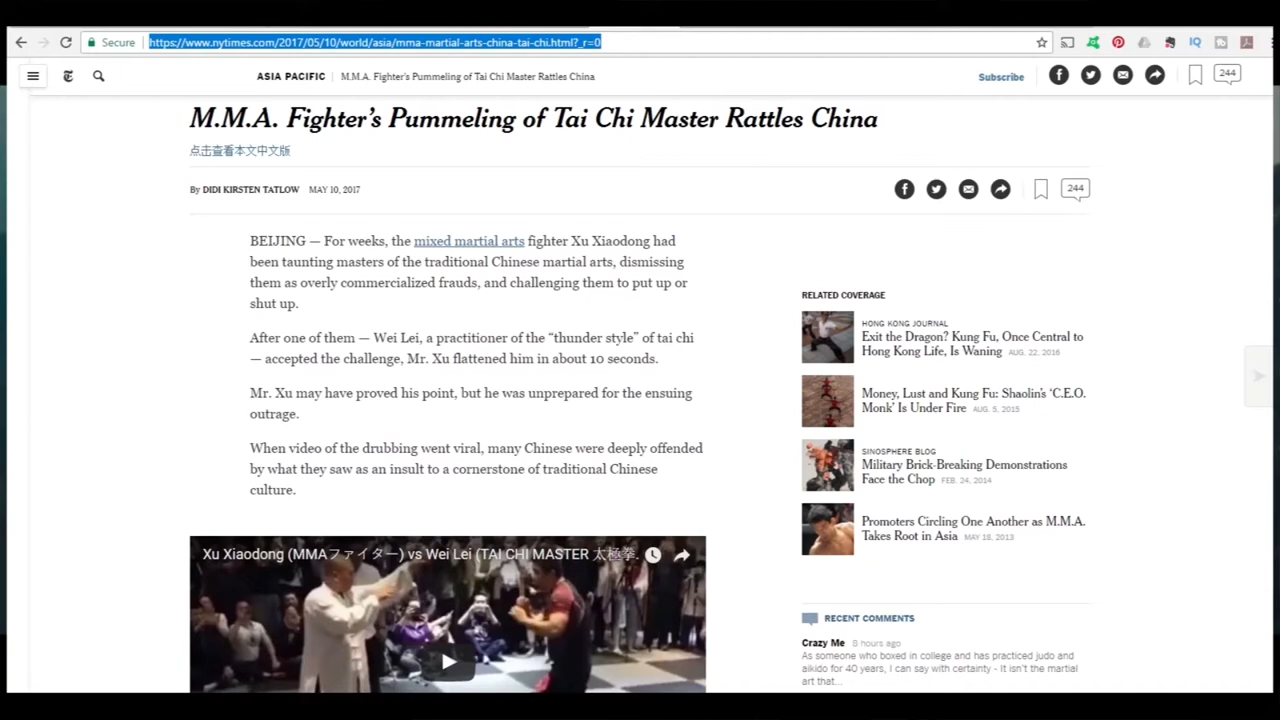 Secure
https://www.nytimes.com/2017/05/10/world/asia/mma-martial-arts-china-tai-chi.html?_r=0
IQ
ASIA PACIFIC
M.M.A. Fighter's Pummeling of Tai Chi Master Rattles China
Subscribe
244
M.M.A. Fighter's Pummeling of Tai Chi Master Rattles China
点击查看本文中文版
By DIDI KIRSTEN TATLOW MAY 10, 2017
244
BEIJING — For weeks, the mixed martial arts fighter Xu Xiaodong had
been taunting masters of the traditional Chinese martial arts, dismissing
them as overly commercialized frauds, and challenging them to put up or
shut up.
After one of them — Wei Lei, a practitioner of the “thunder style” of tai chi
— accepted the challenge, Mr. Xu flattened him in about 10 seconds.
Mr. Xu may have proved his point, but he was unprepared for the ensuing
outrage.
When video of the drubbing went viral, many Chinese were deeply offended
by what they saw as an insult to a cornerstone of traditional Chinese
culture.
Xu Xiaodong (MMAファイター) vs Wei Lei (TAI CHI MASTER 太極拳.
RELATED COVERAGE
HONG KONG JOURNAL
Exit the Dragon? Kung Fu, Once Central to
Hong Kong Life, Is Waning AUG. 22, 2016
Money, Lust and Kung Fu: Shaolin's ‘C.E.O.
Monk’ Is Under Fire AUG. 5, 2015
SINOSPHERE BLOG
Military Brick-Breaking Demonstrations
Face the Chop FEB. 24, 2014
Promoters Circling One Another as M.M.A.
Takes Root in Asia MAY 18, 2013
RECENT COMMENTS
Crazy Me 8 hours ago
As someone who boxed in college and has practiced judo and
aikido for 40 years, I can say with certainty - It isn't the martial
art that...